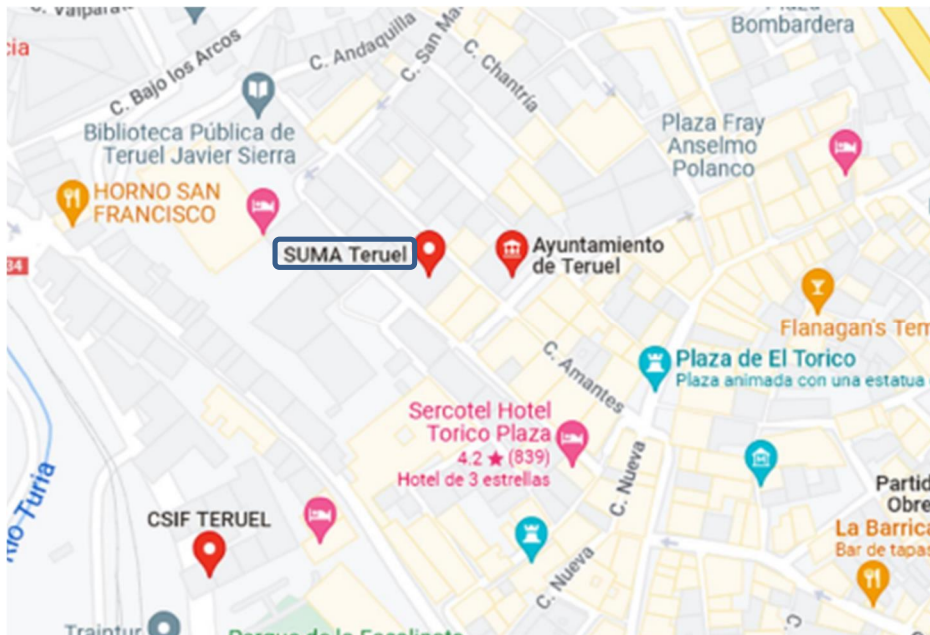 C. Valparaí
Plaza
Bombardera
cia
C. Bajo los Arcos
C. Andaquilla
C. San Ma
C. Chantría
Biblioteca Pública de
Teruel Javier Sierra
Plaza Fray
Anselmo
Polanco
HORNO SAN
FRANCISCO
SUMA Teruel
Ayuntamiento
de Teruel
34
Flanagan's Tem
C. Amantes
Plaza de El Torico
Plaza animada con una estatua
Sercotel Hotel
Torico Plaza
4.2 ★ (839)
Hotel de 3 estrellas
C. Nueva
Río Turia
CSIF TERUEL
Partid
Obre
La Barrica
Bar de tapas
C. Nueva
Traintur
Parque de la Escalinata